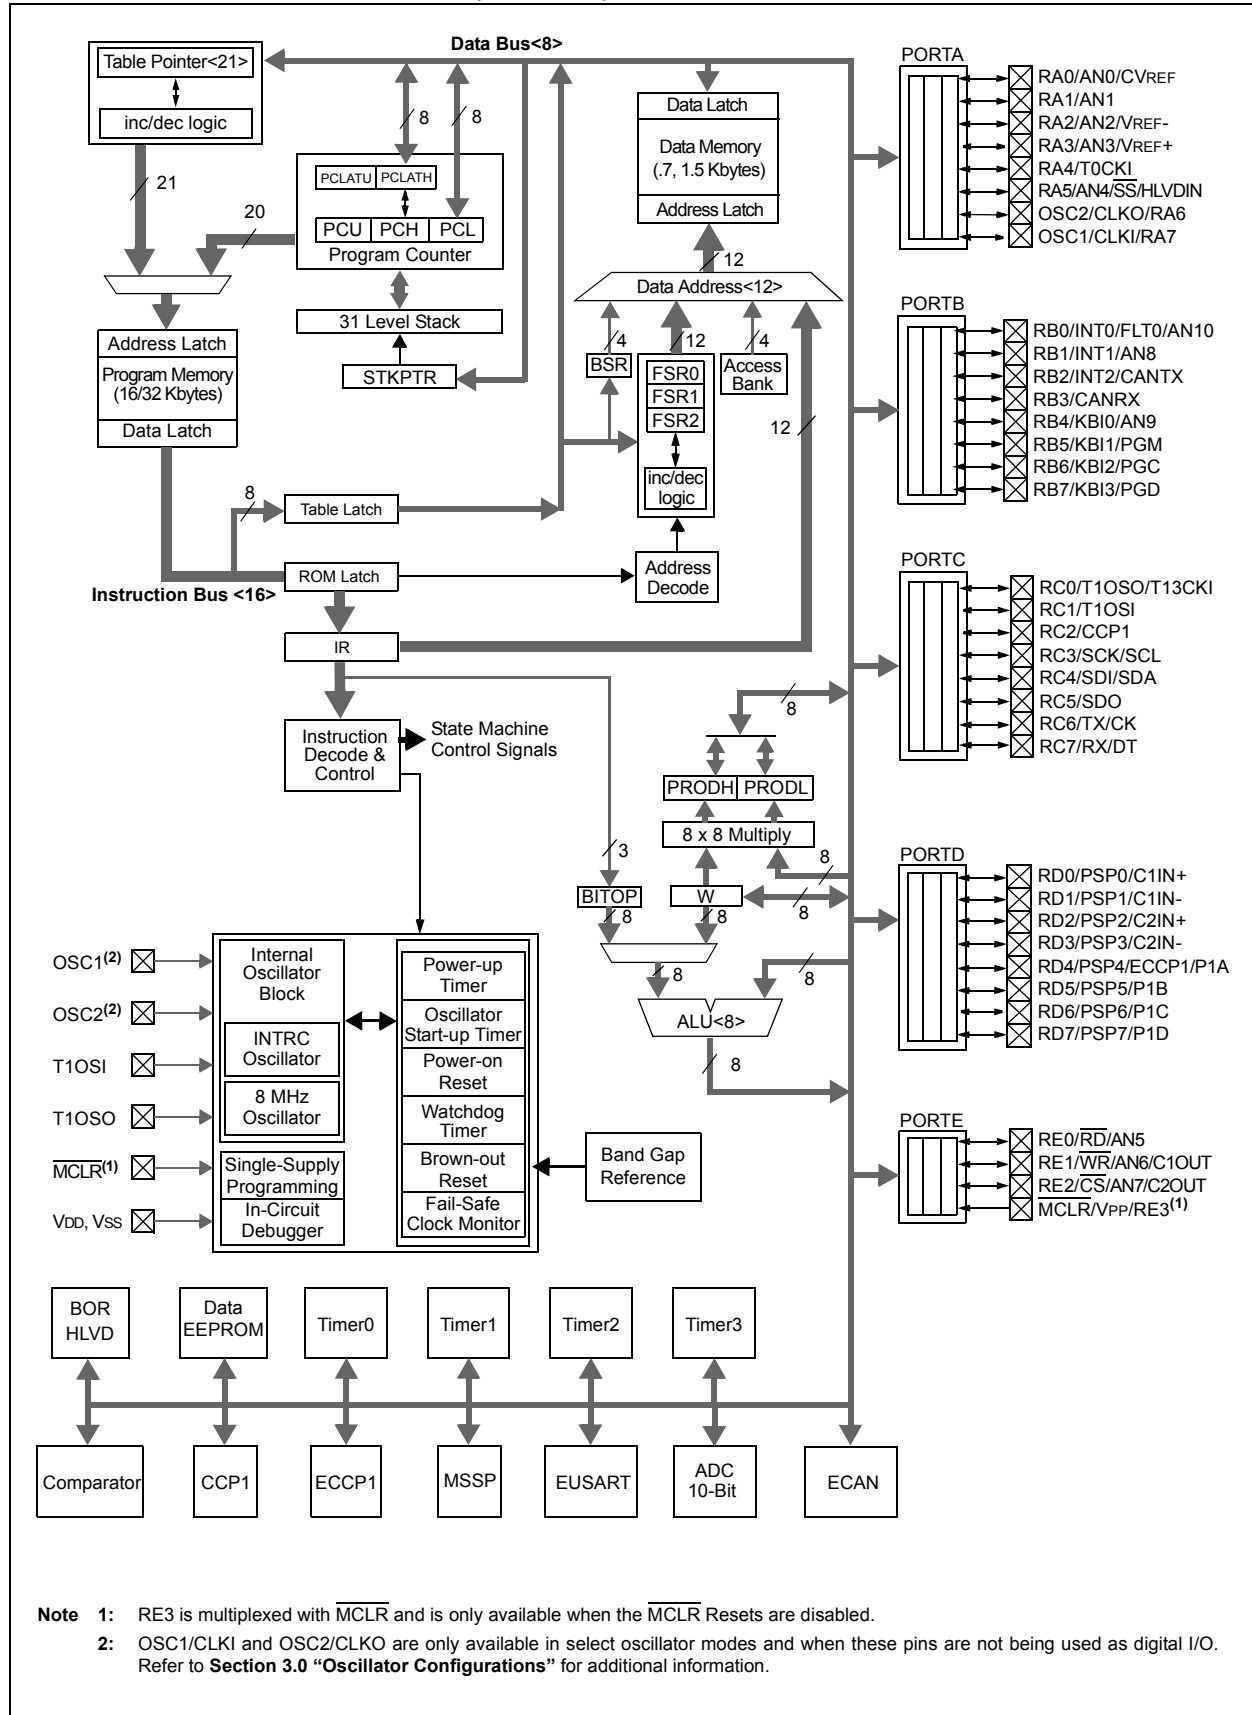 Data Bus<8>
Table Pointer<21>
inc/dec logic
21
20
8
8
PCLATU PCLATH
PCU PCH PCL
Program Counter
31 Level Stack
STKPTR
Address Latch
Program Memory
(16/32 Kbytes)
Data Latch
8
Table Latch
ROM Latch
Instruction Bus <16>
IR
Instruction
Decode &
Control
State Machine
Control Signals
Data Latch
Data Memory
(.7, 1.5 Kbytes)
Address Latch
12
Data Address<12>
4
12
4
BSR
FSR0
FSR1
FSR2
inc/dec
logic
Access
Bank
12
Address
Decode
8
PRODH PRODL
8 x 8 Multiply
3
8
BITOP
W
8
8
8
8
8
ALU<8>
8
PORTA
RA0/AN0/CVREF
RA1/AN1
RA2/AN2/VREF-
RA3/AN3/VREF+
RA4/T0CKI
RA5/AN4/S̅S̅/HLVDIN
OSC2/CLKO/RA6
OSC1/CLKI/RA7
PORTB
RB0/INT0/FLT0/AN10
RB1/INT1/AN8
RB2/INT2/CANTX
RB3/CANRX
RB4/KBI0/AN9
RB5/KBI1/PGM
RB6/KBI2/PGC
RB7/KBI3/PGD
PORTC
RC0/T1OSO/T13CKI
RC1/T1OSI
RC2/CCP1
RC3/SCK/SCL
RC4/SDI/SDA
RC5/SDO
RC6/TX/CK
RC7/RX/DT
PORTD
RD0/PSP0/C1IN+
RD1/PSP1/C1IN-
RD2/PSP2/C2IN+
RD3/PSP3/C2IN-
RD4/PSP4/ECCP1/P1A
RD5/PSP5/P1B
RD6/PSP6/P1C
RD7/PSP7/P1D
PORTE
RE0/R̅D̅/AN5
RE1/W̅R̅/AN6/C1OUT
RE2/C̅S̅/AN7/C2OUT
M̅C̅L̅R̅/VPP/RE3(1)
OSC1(2)
OSC2(2)
T1OSI
T1OSO
M̅C̅L̅R̅(1)
VDD, VSS
Internal
Oscillator
Block
INTRC
Oscillator
8 MHz
Oscillator
Single-Supply
Programming
In-Circuit
Debugger
Power-up
Timer
Oscillator
Start-up Timer
Power-on
Reset
Watchdog
Timer
Brown-out
Reset
Fail-Safe
Clock Monitor
Band Gap
Reference
BOR
HLVD
Data
EEPROM
Timer0
Timer1
Timer2
Timer3
Comparator
CCP1
ECCP1
MSSP
EUSART
ADC
10-Bit
ECAN
Note 1: RE3 is multiplexed with M̅C̅L̅R̅ and is only available when the M̅C̅L̅R̅ Resets are disabled.
2: OSC1/CLKI and OSC2/CLKO are only available in select oscillator modes and when these pins are not being used as digital I/O.
Refer to Section 3.0 “Oscillator Configurations” for additional information.